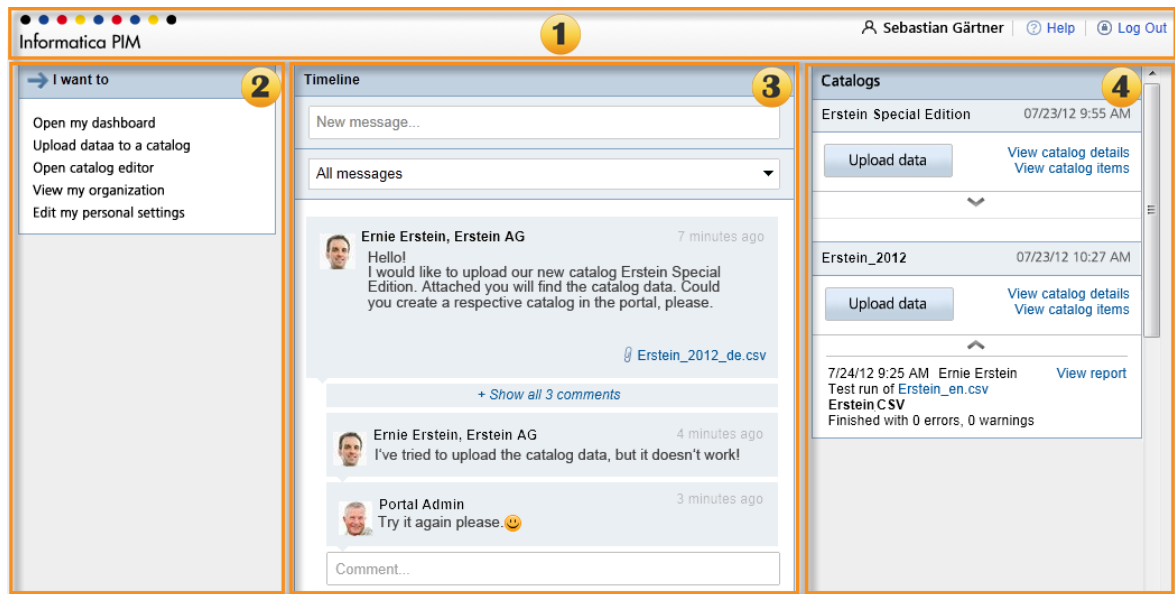 Informatica PIM
1
Sebastian Gärtner
Help
Log Out
I want to
2
Open my dashboard
Upload dataa to a catalog
Open catalog editor
View my organization
Edit my personal settings
Timeline
3
New message...
All messages
Ernie Erstein, Erstein AG
7 minutes ago
Hello!
I would like to upload our new catalog Erstein Special
Edition. Attached you will find the catalog data. Could
you create a respective catalog in the portal, please.
Erstein_2012_de.csv
+ Show all 3 comments
Ernie Erstein, Erstein AG
4 minutes ago
I've tried to upload the catalog data, but it doesn't work!
Portal Admin
3 minutes ago
Try it again please.
Comment...
Catalogs
4
Erstein Special Edition
07/23/12 9:55 AM
Upload data
View catalog details
View catalog items
Erstein_2012
07/23/12 10:27 AM
Upload data
View catalog details
View catalog items
7/24/12 9:25 AM Ernie Erstein
View report
Test run of Erstein_en.csv
Erstein CSV
Finished with 0 errors, 0 warnings